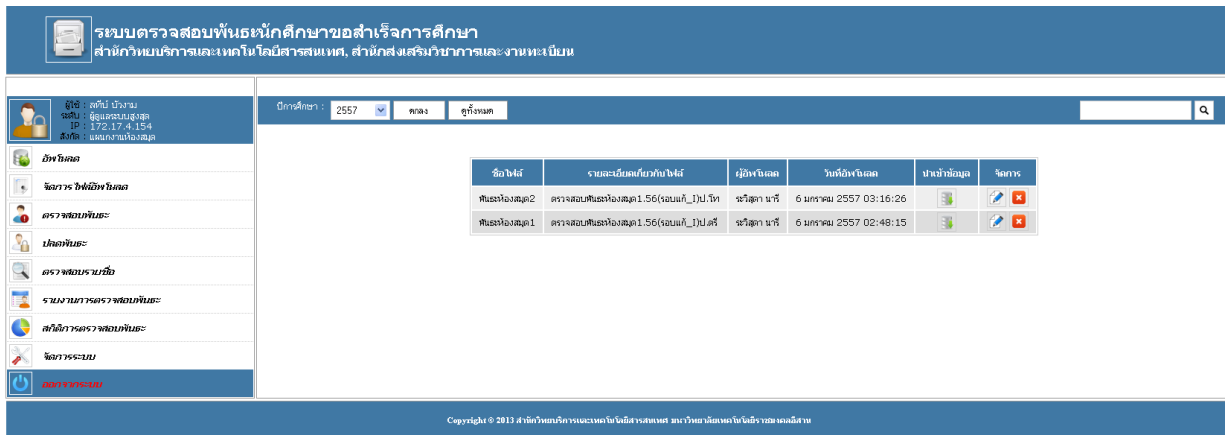 ระบบตรวจสอบพันธะนักศึกษาขอสำเร็จการศึกษา
สำนักวิทยบริการและเทคโนโลยีสารสนเทศ, สำนักส่งเสริมวิชาการและงานทะเบียน
ผู้ใช้ : ลทีป บัวงาม
ระดับ : ผู้ดูแลระบบสูงสุด
IP : 172.17.4.154
สังกัด : แผนกงานห้องสมุด
อัพโหลด
จัดการไฟล์อัพโหลด
ตรวจสอบพันธะ
ปลดพันธะ
ตรวจสอบรายชื่อ
รายงานการตรวจสอบพันธะ
สถิติการตรวจสอบพันธะ
จัดการระบบ
ออกจากระบบ
ปีการศึกษา : 2557 ตกลง ดูทั้งหมด
ชื่อไฟล์ รายละเอียดเกี่ยวกับไฟล์ ผู้อัพโหลด วันที่อัพโหลด นำเข้าข้อมูล จัดการ
พันธะห้องสมุด2 ตรวจสอบพันธะห้องสมุด1.56(รอบแก้_I)ป.โท ระวิสุดา นารี 6 มกราคม 2557 03:16:26
พันธะห้องสมุด1 ตรวจสอบพันธะห้องสมุด1.56(รอบแก้_I)ป.ตรี ระวิสุดา นารี 6 มกราคม 2557 02:48:15
Copyright © 2013 สำนักวิทยบริการและเทคโนโลยีสารสนเทศ มหาวิทยาลัยเทคโนโลยีราชมงคลอีสาน